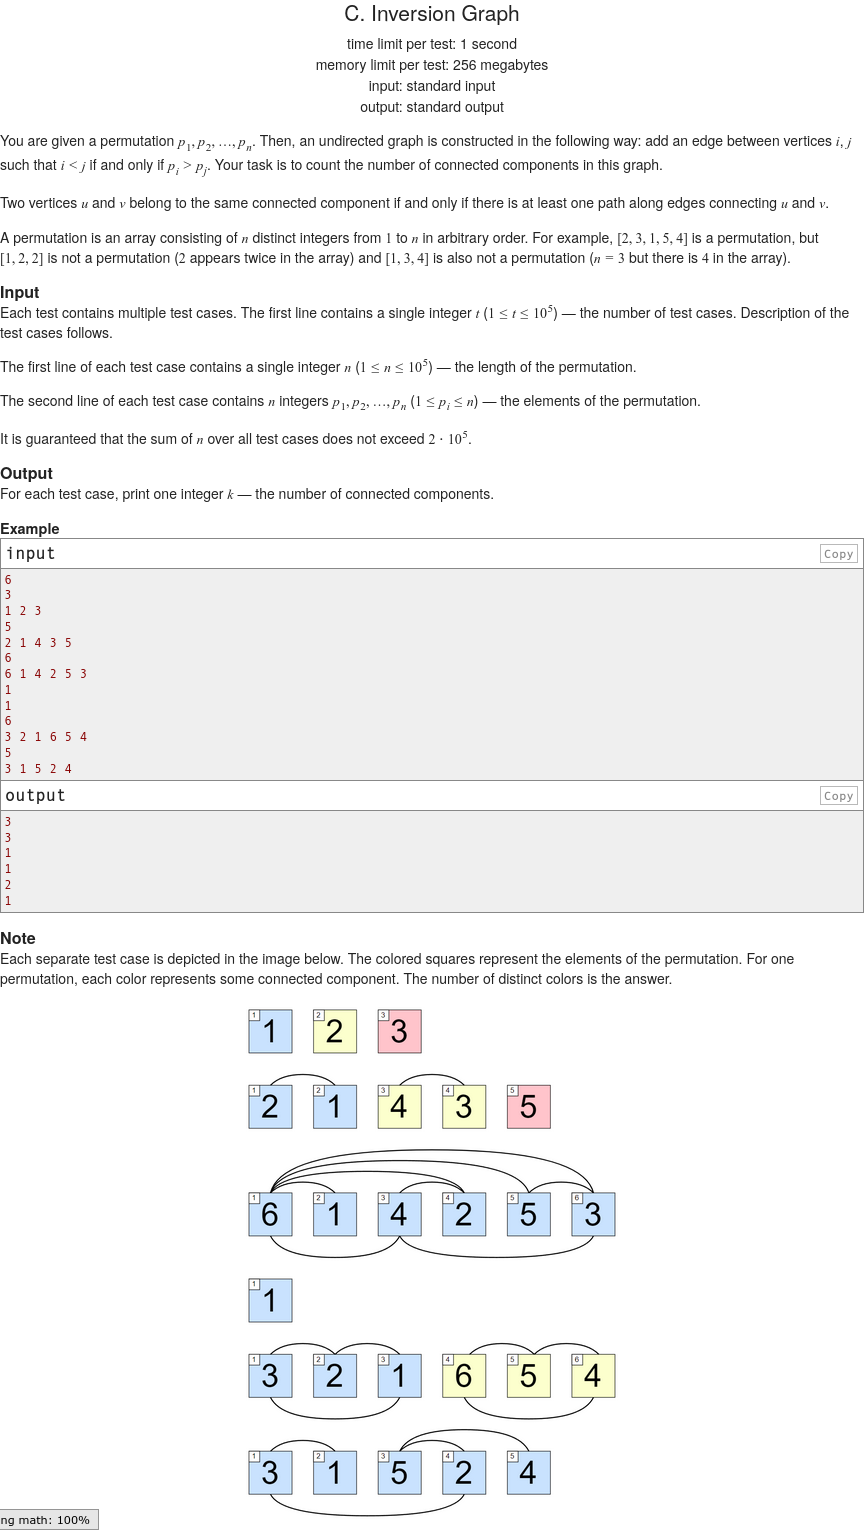 C. Inversion Graph
time limit per test: 1 second
memory limit per test: 256 megabytes
input: standard input
output: standard output
You are given a permutation p1, p2, …, pn. Then, an undirected graph is constructed in the following way: add an edge between vertices i, j
such that i < j if and only if pi > pj. Your task is to count the number of connected components in this graph.
Two vertices u and v belong to the same connected component if and only if there is at least one path along edges connecting u and v.
A permutation is an array consisting of n distinct integers from 1 to n in arbitrary order. For example, [2, 3, 1, 5, 4] is a permutation, but
[1, 2, 2] is not a permutation (2 appears twice in the array) and [1, 3, 4] is also not a permutation (n = 3 but there is 4 in the array).
Input
Each test contains multiple test cases. The first line contains a single integer t (1 ≤ t ≤ 10^5) — the number of test cases. Description of the
test cases follows.
The first line of each test case contains a single integer n (1 ≤ n ≤ 10^5) — the length of the permutation.
The second line of each test case contains n integers p1, p2, …, pn (1 ≤ pi ≤ n) — the elements of the permutation.
It is guaranteed that the sum of n over all test cases does not exceed 2 · 10^5.
Output
For each test case, print one integer k — the number of connected components.
Example
input Copy
6
3
1 2 3
5
2 1 4 3 5
6
6 1 4 2 5 3
1
1
6
3 2 1 6 5 4
5
3 1 5 2 4
output Copy
3
3
1
1
2
1
Note
Each separate test case is depicted in the image below. The colored squares represent the elements of the permutation. For one
permutation, each color represents some connected component. The number of distinct colors is the answer.
1 2 3
1 2 3
1 2 3 4 5
2 1 4 3 5
1 2 3 4 5 6
6 1 4 2 5 3
1
1
1 2 3 4 5 6
3 2 1 6 5 4
1 2 3 4 5
3 1 5 2 4
ng math: 100%